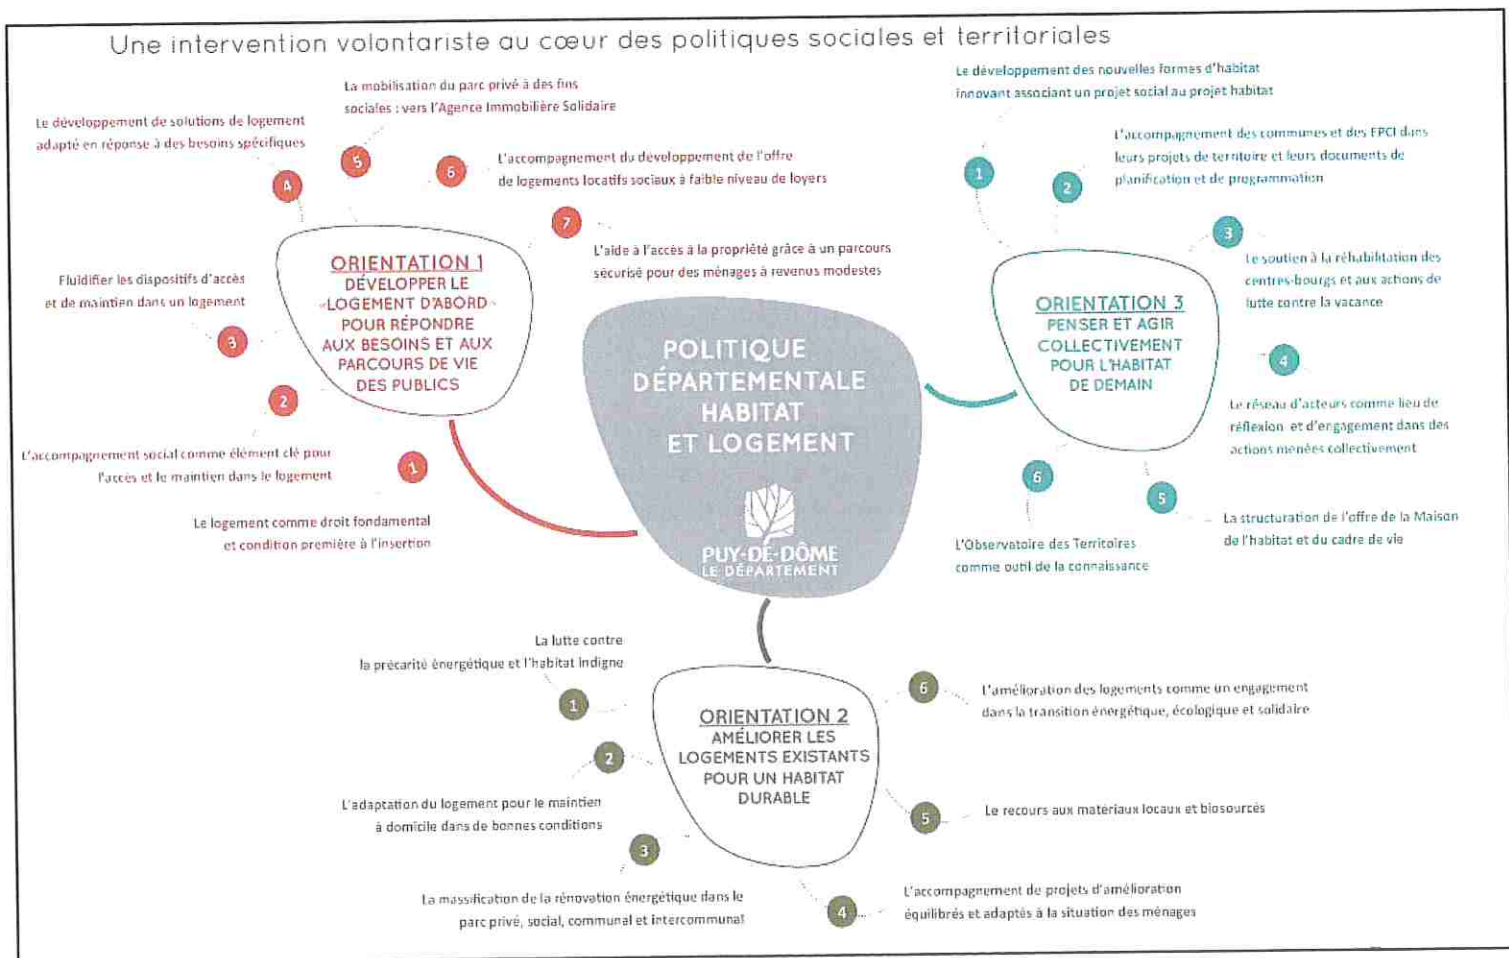 Une intervention volontariste au cœur des politiques sociales et territoriales
ORIENTATION 1
DÉVELOPPER LE
«LOGEMENT D'ABORD»
POUR RÉPONDRE
AUX BESOINS ET AUX
PARCOURS DE VIE
DES PUBLICS
1
Le logement comme droit fondamental
et condition première à l'insertion
2
L'accompagnement social comme élément clé pour
l'accès et le maintien dans le logement
3
Fluidifier les dispositifs d'accès
et de maintien dans un logement
4
Le développement de solutions de logement
adapté en réponse à des besoins spécifiques
5
La mobilisation du parc privé à des fins
sociales : vers l'Agence Immobilière Solidaire
6
L'accompagnement du développement de l'offre
de logements locatifs sociaux à faible niveau de loyers
7
L'aide à l'accès à la propriété grâce à un parcours
sécurisé pour des ménages à revenus modestes
POLITIQUE
DÉPARTEMENTALE
HABITAT
ET LOGEMENT
PUY-DE-DÔME
LE DÉPARTEMENT
ORIENTATION 3
PENSER ET AGIR
COLLECTIVEMENT
POUR L'HABITAT
DE DEMAIN
1
Le développement des nouvelles formes d'habitat
innovant associant un projet social au projet habitat
2
L'accompagnement des communes et des EPCI dans
leurs projets de territoire et leurs documents de
planification et de programmation
3
Le soutien à la réhabilitation des
centres-bourgs et aux actions de
lutte contre la vacance
4
Le réseau d'acteurs comme lieu de
réflexion et d'engagement dans des
actions menées collectivement
5
La structuration de l'offre de la Maison
de l'habitat et du cadre de vie
6
L'Observatoire des Territoires
comme outil de la connaissance
ORIENTATION 2
AMÉLIORER LES
LOGEMENTS EXISTANTS
POUR UN HABITAT
DURABLE
1
La lutte contre
la précarité énergétique et l'habitat indigne
2
L'adaptation du logement pour le maintien
à domicile dans de bonnes conditions
3
La massification de la rénovation énergétique dans le
parc privé, social, communal et intercommunal
4
L'accompagnement de projets d'amélioration
équilibrés et adaptés à la situation des ménages
5
Le recours aux matériaux locaux et biosourcés
6
L'amélioration des logements comme un engagement
dans la transition énergétique, écologique et solidaire